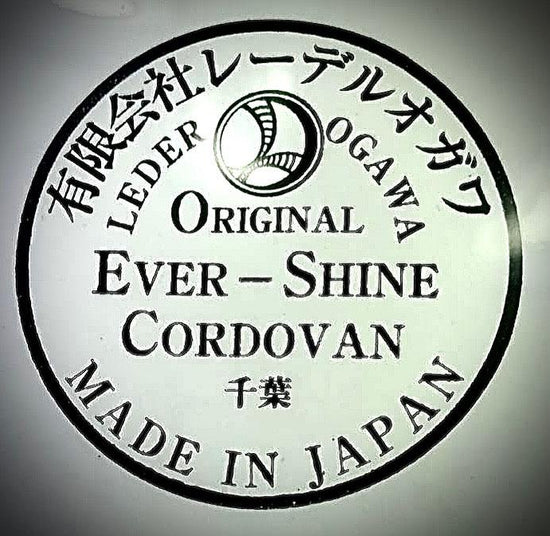 有限会社レーデルオガワ
LEDER OGAWA
ORIGINAL
EVER-SHINE
CORDOVAN
千葉
MADE IN JAPAN